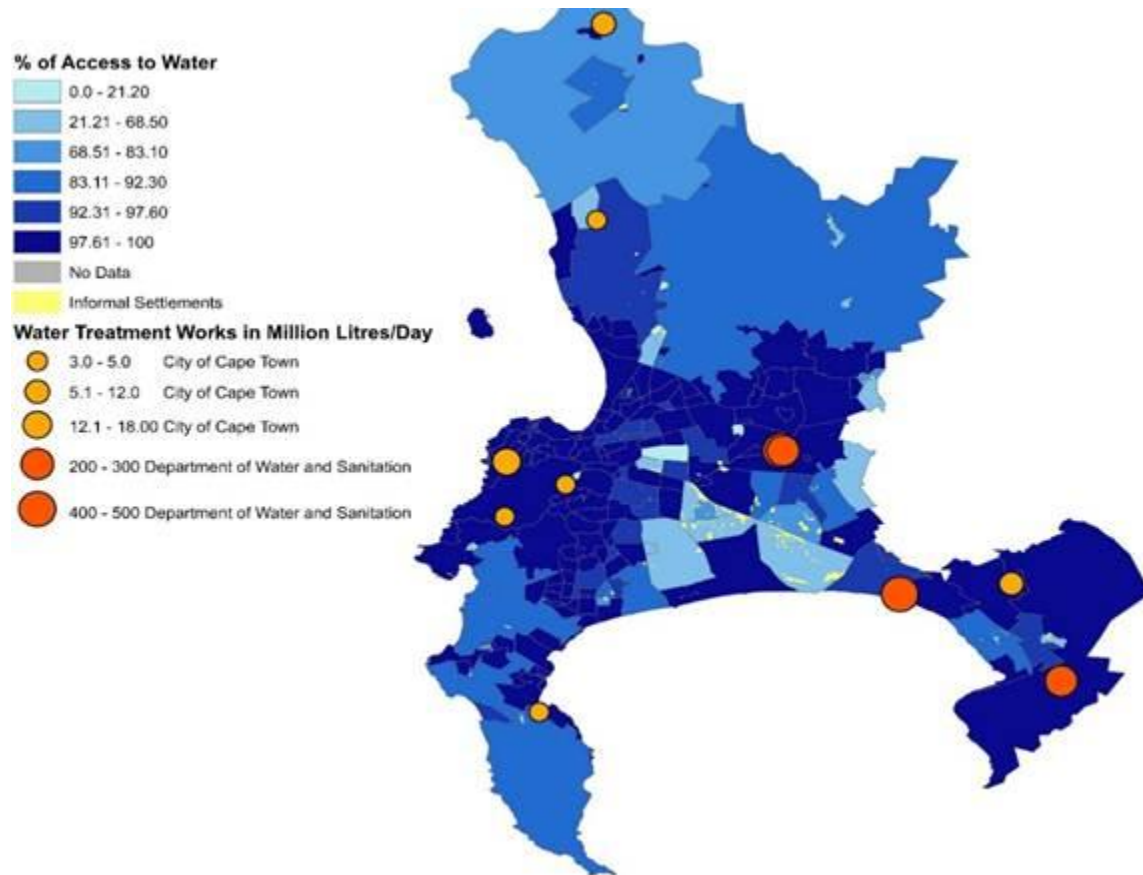 % of Access to Water
0.0 - 21.20
21.21 - 68.50
68.51 - 83.10
83.11 - 92.30
92.31 - 97.60
97.61 - 100
No Data
Informal Settlements
Water Treatment Works in Million Litres/Day
3.0 - 5.0 City of Cape Town
5.1 - 12.0 City of Cape Town
12.1 - 18.00 City of Cape Town
200 - 300 Department of Water and Sanitation
400 - 500 Department of Water and Sanitation